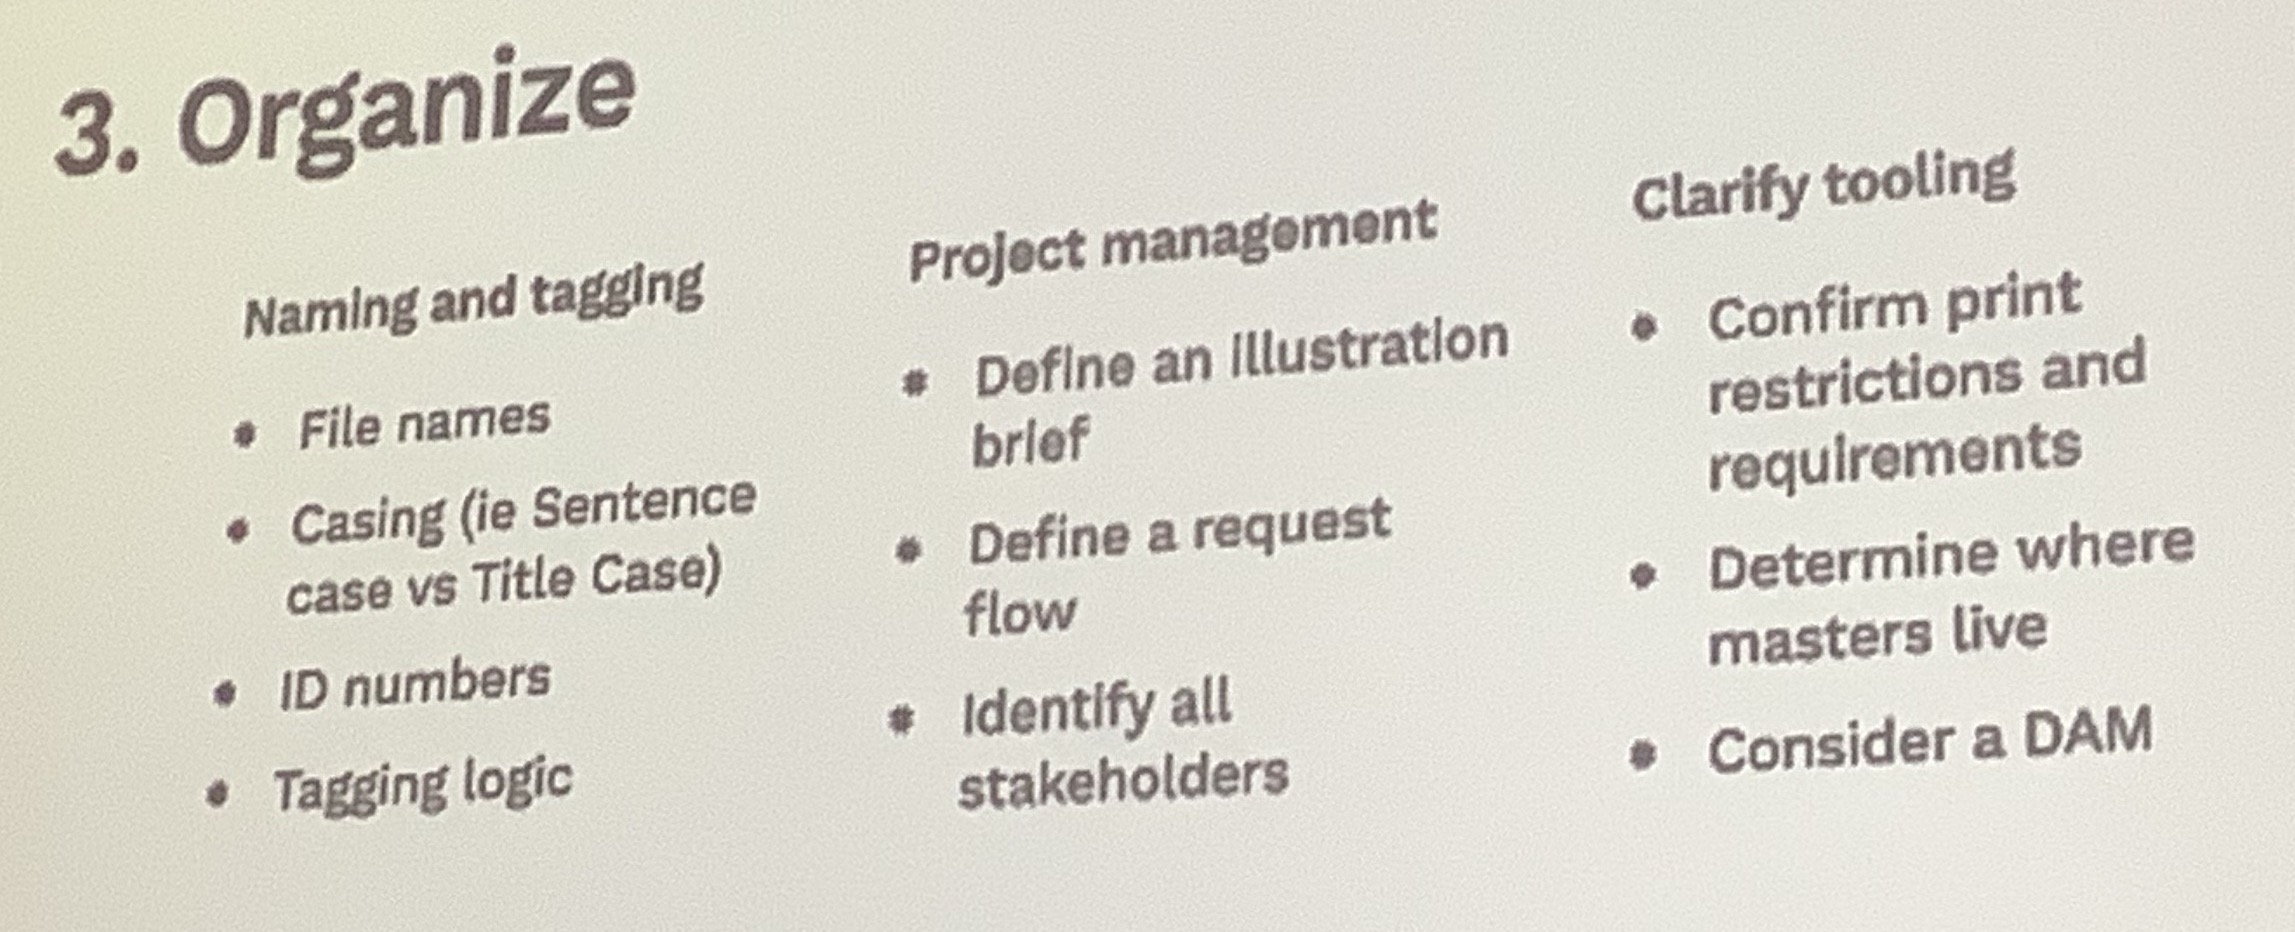 3. Organize
Naming and tagging
• File names
• Casing (ie Sentence
case vs Title Case)
• ID numbers
• Tagging logic
Project management
• Define an illustration
brief
• Define a request
flow
• Identify all
stakeholders
Clarify tooling
• Confirm print
restrictions and
requirements
• Determine where
masters live
• Consider a DAM